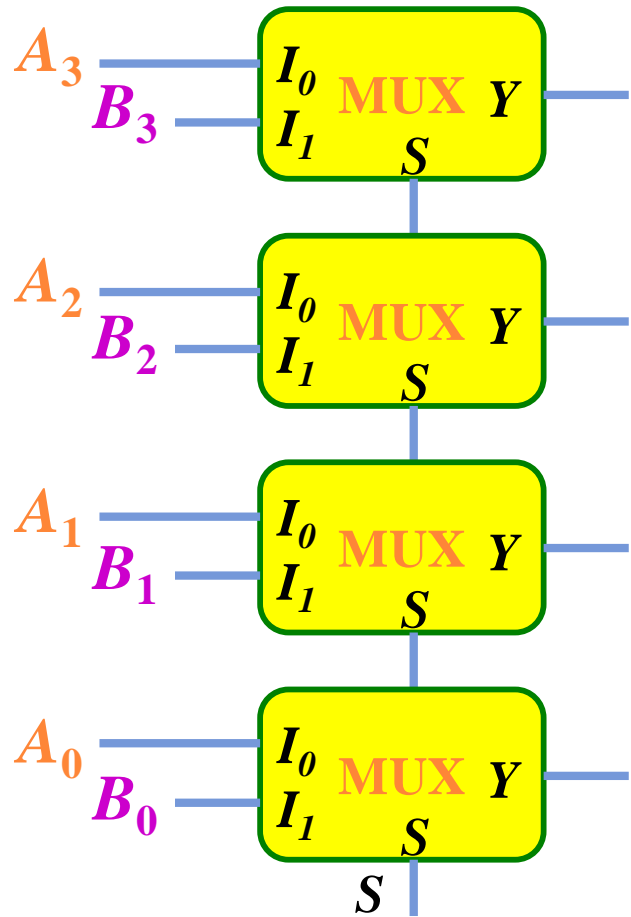 A₃ I₀ MUX Y
B₃ I₁
S
A₂ I₀ MUX Y
B₂ I₁
S
A₁ I₀ MUX Y
B₁ I₁
S
A₀ I₀ MUX Y
B₀ I₁
S
S